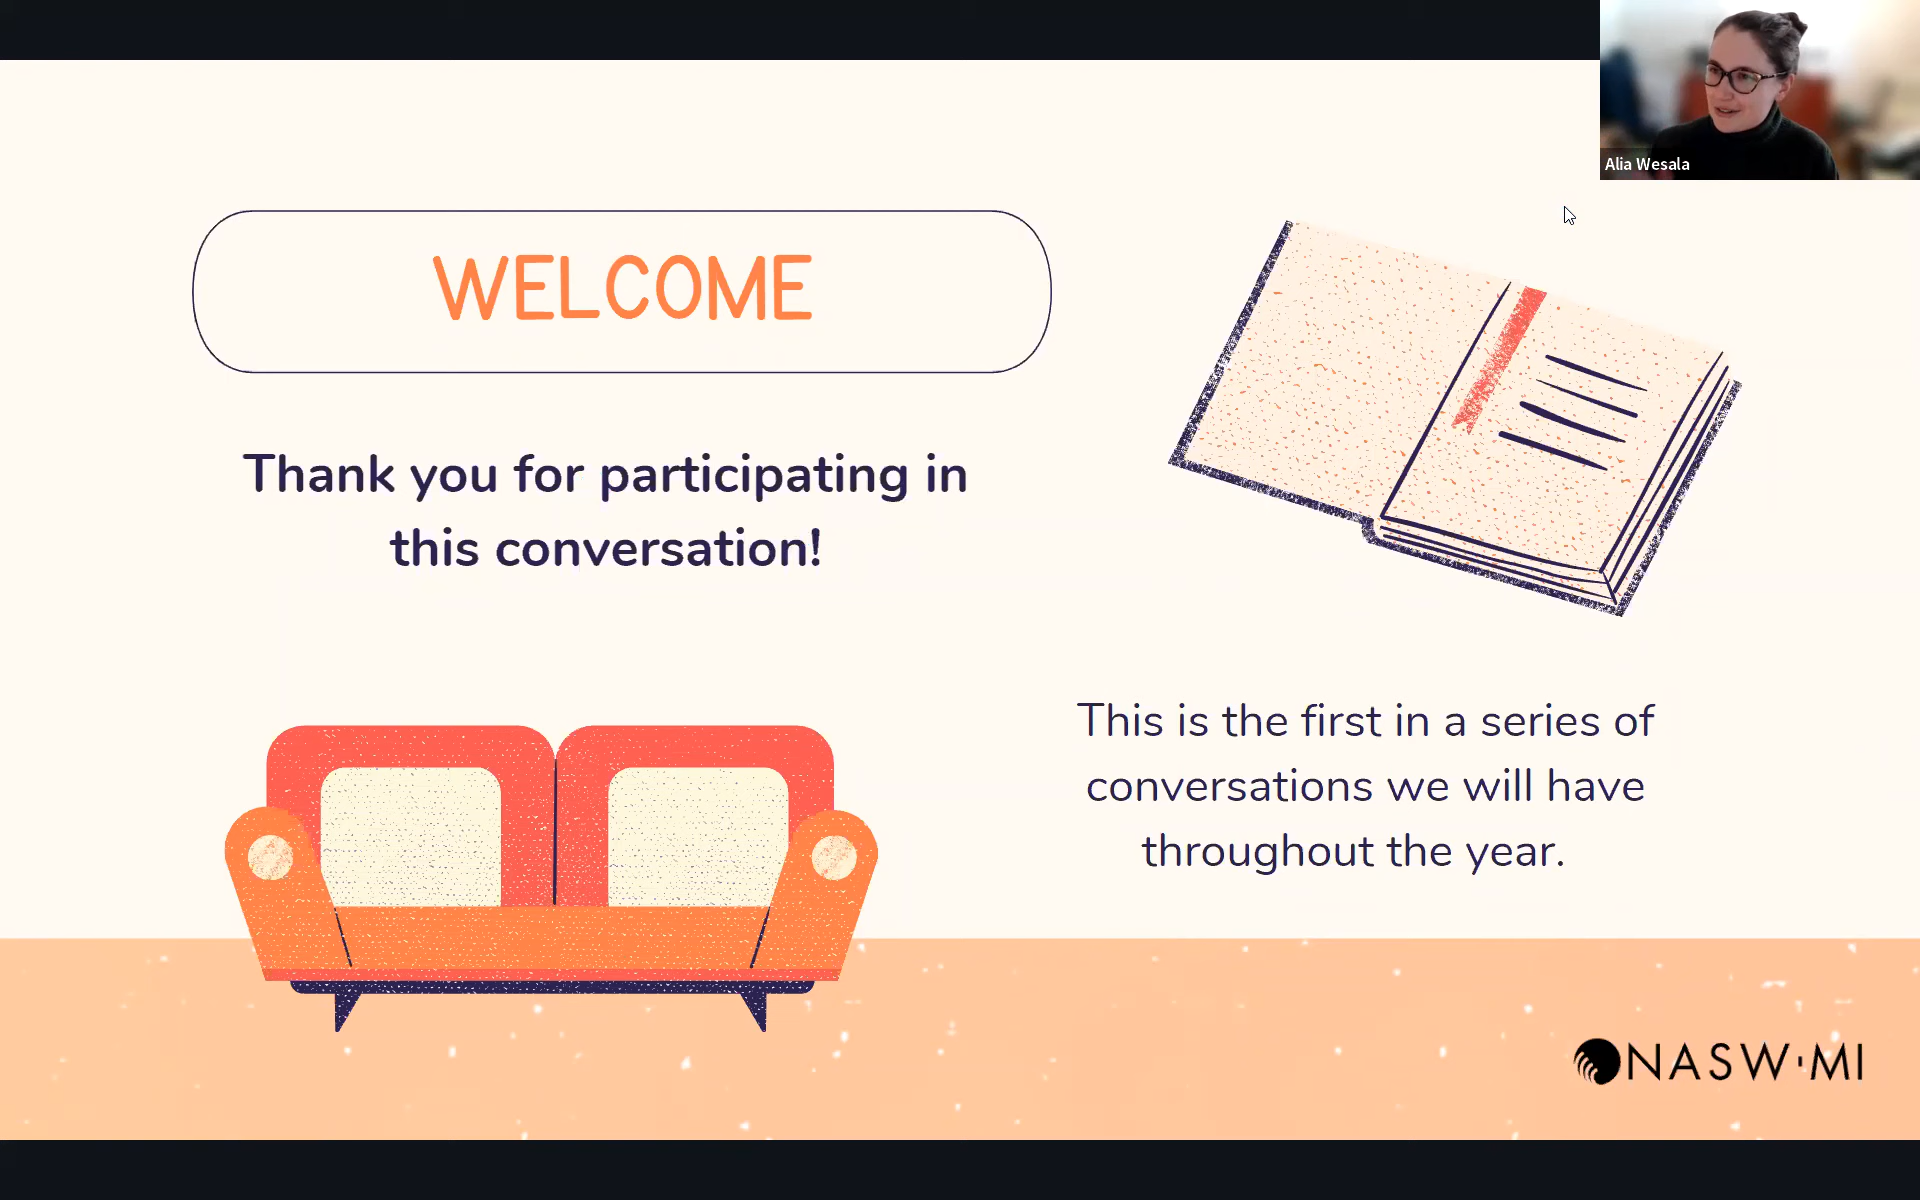 Alia Wesala
WELCOME
Thank you for participating in
this conversation!
This is the first in a series of
conversations we will have
throughout the year.
NASW·MI